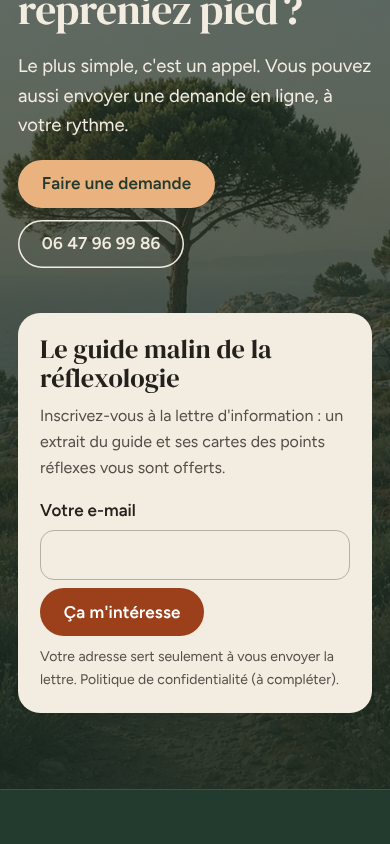 repreniez pied ?
Le plus simple, c'est un appel. Vous pouvez
aussi envoyer une demande en ligne, à
votre rythme.
Faire une demande
06 47 96 99 86
Le guide malin de la
réflexologie
Inscrivez-vous à la lettre d'information : un
extrait du guide et ses cartes des points
réflexes vous sont offerts.
Votre e-mail
Ça m'intéresse
Votre adresse sert seulement à vous envoyer la
lettre. Politique de confidentialité (à compléter).